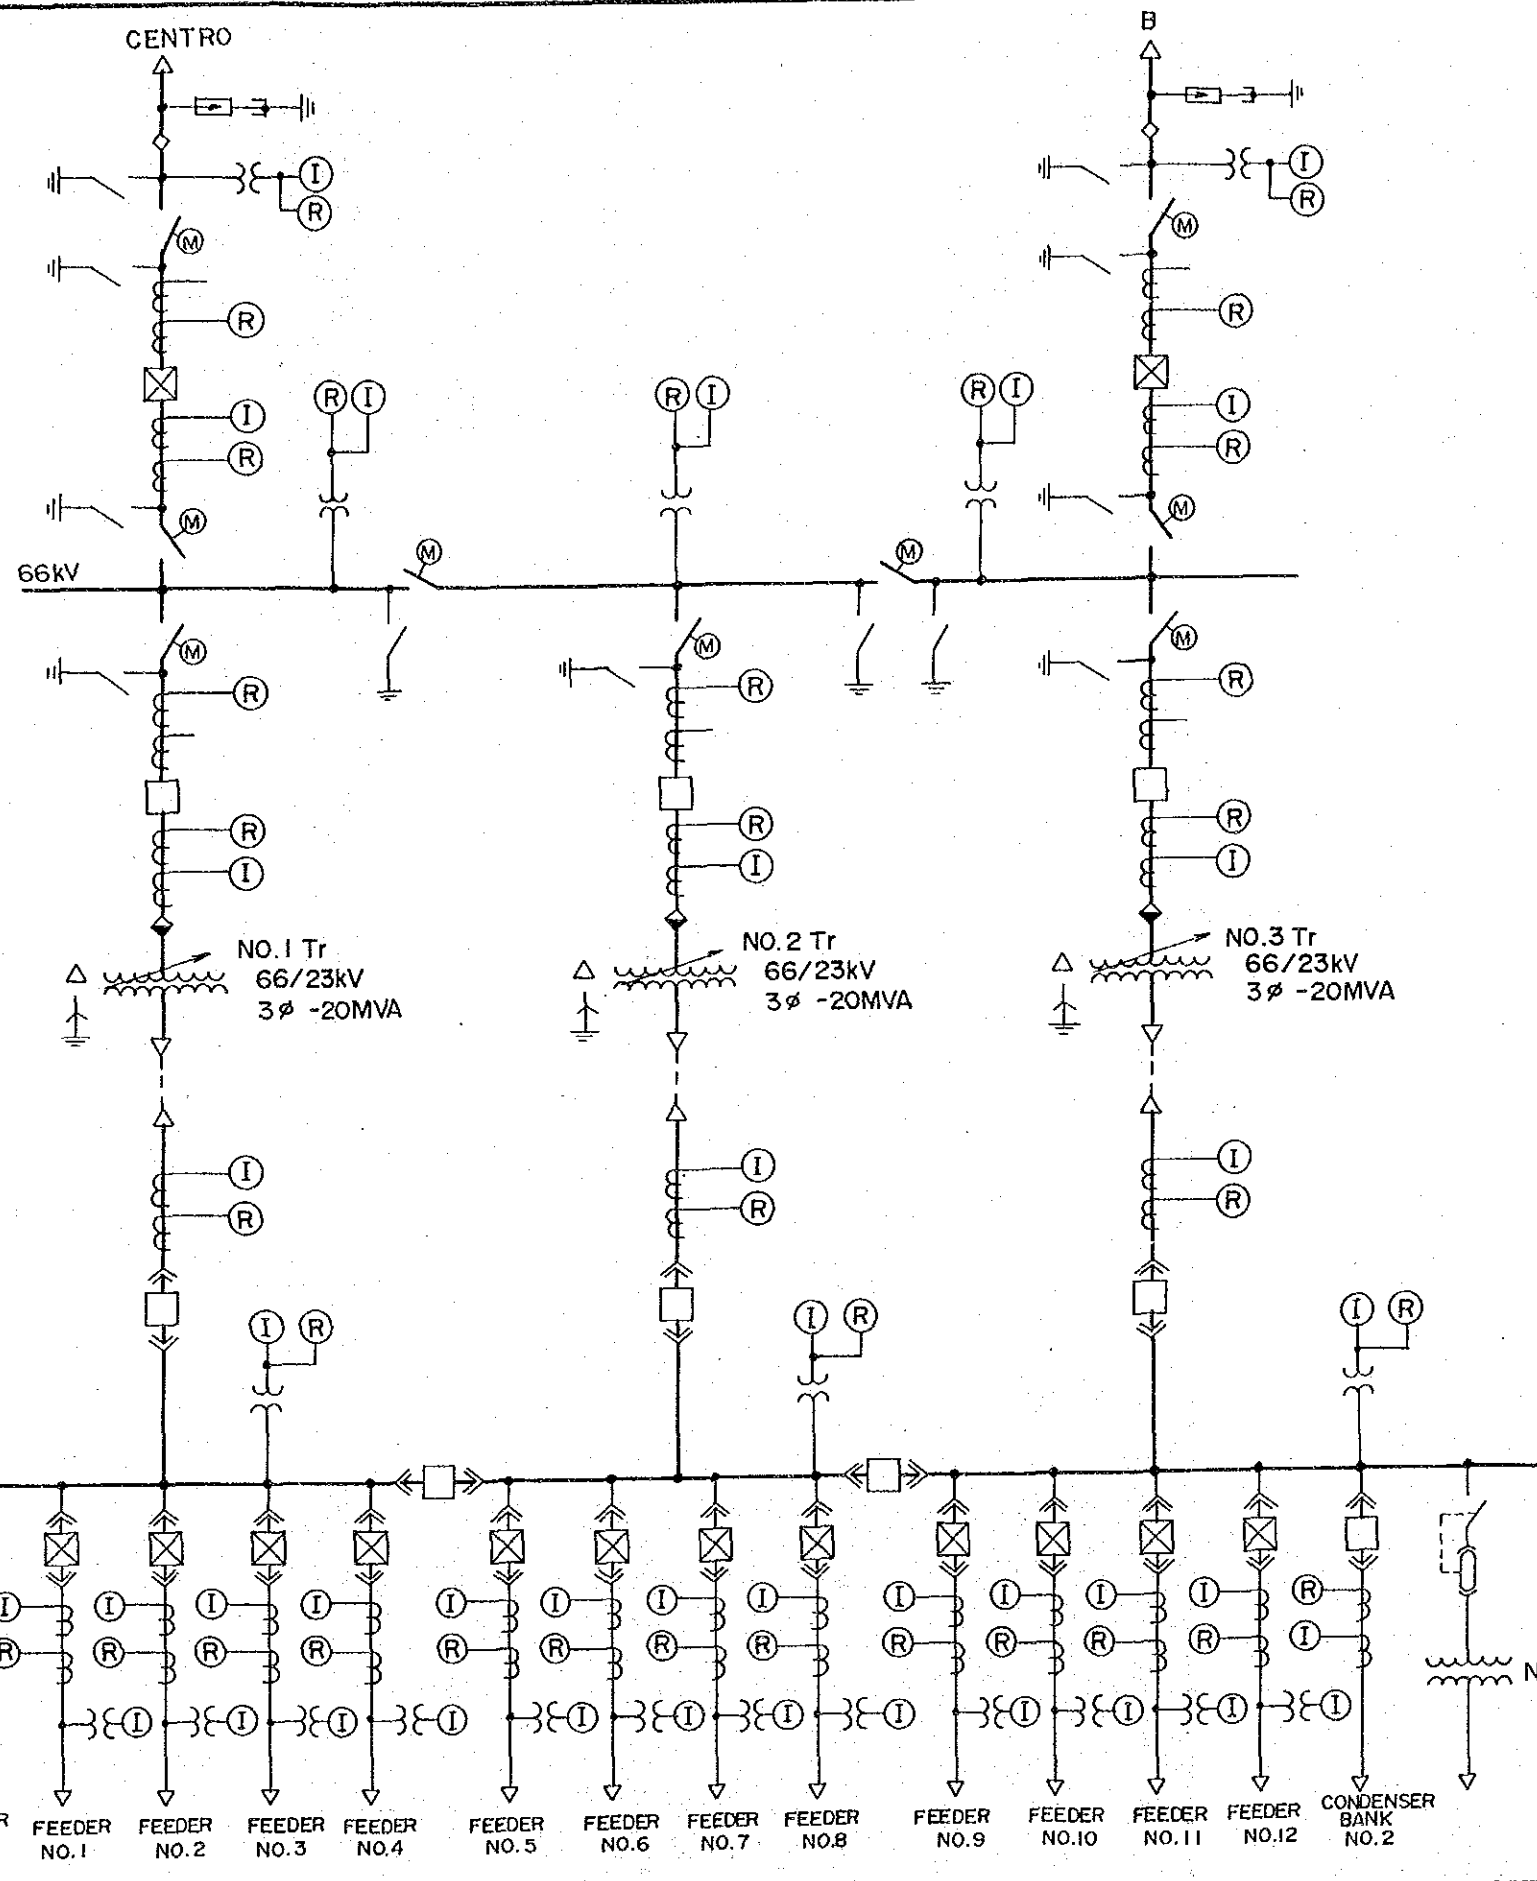 CENTRO
B
I
R
I
R
M
M
R
R
R I
R I
R I
I
I
R
R
M
M
66kV
M
M
M
M
M
R
R
R
R
R
R
I
I
I
NO.1 Tr
66/23kV
3ø -20MVA
NO.2 Tr
66/23kV
3ø -20MVA
NO.3 Tr
66/23kV
3ø -20MVA
I
I
I
R
R
R
I R
I R
I R
I I I I I I I I I I I I R
R R R R R R R R R R R R I
I I I I I I I I I I I I
N
R
FEEDER
NO.1
FEEDER
NO.2
FEEDER
NO.3
FEEDER
NO.4
FEEDER
NO.5
FEEDER
NO.6
FEEDER
NO.7
FEEDER
NO.8
FEEDER
NO.9
FEEDER
NO.10
FEEDER
NO.11
FEEDER
NO.12
CONDENSER
BANK
NO.2